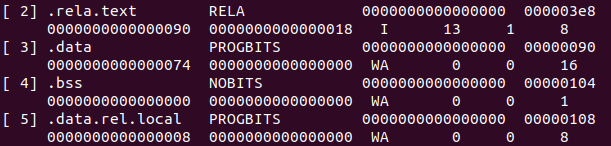 [ 2] .rela.text RELA 0000000000000000 000003e8
0000000000000090 0000000000000018 I 13 1 8
[ 3] .data PROGBITS 0000000000000000 00000090
0000000000000074 0000000000000000 WA 0 0 16
[ 4] .bss NOBITS 0000000000000000 00000104
0000000000000000 0000000000000000 WA 0 0 1
[ 5] .data.rel.local PROGBITS 0000000000000000 00000108
0000000000000008 0000000000000000 WA 0 0 8